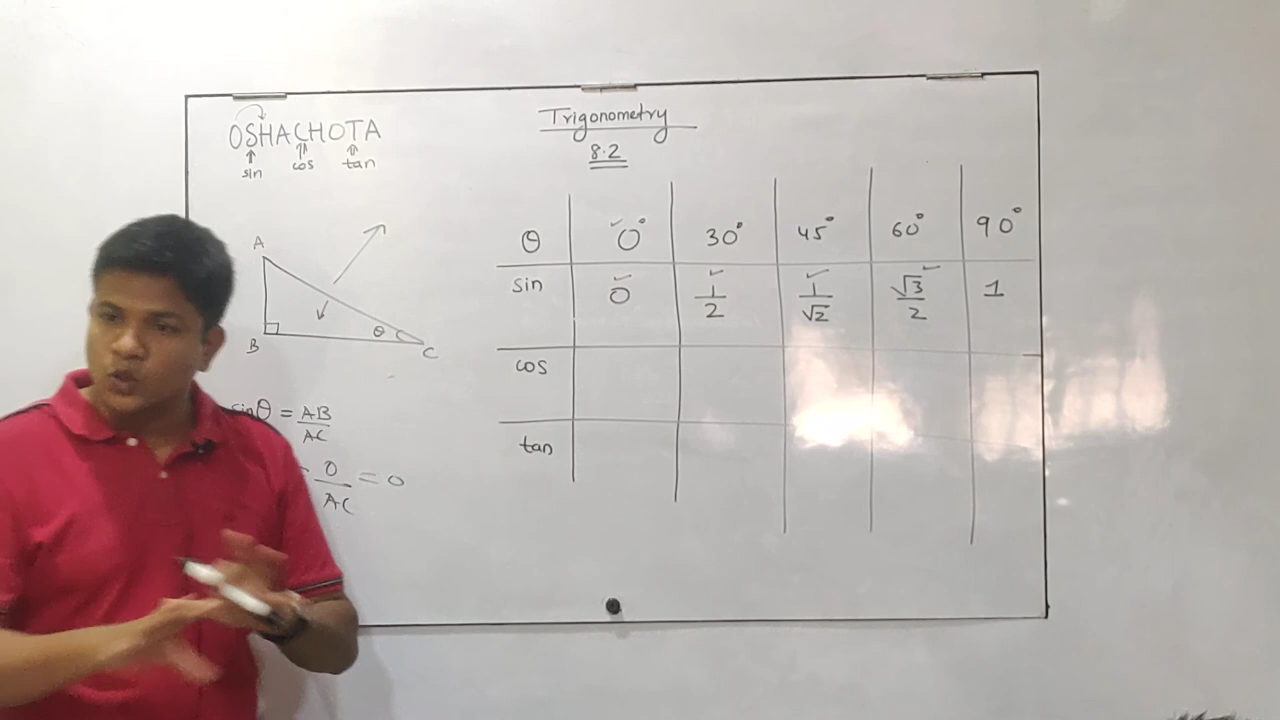 OSHACHOTA
sin cos tan
Trigonometry
8.2
A
B
C
θ
sinθ = AB/AC
0/AC = 0
θ 0° 30° 45° 60° 90°
sin 0 1/2 1/√2 √3/2 1
cos
tan